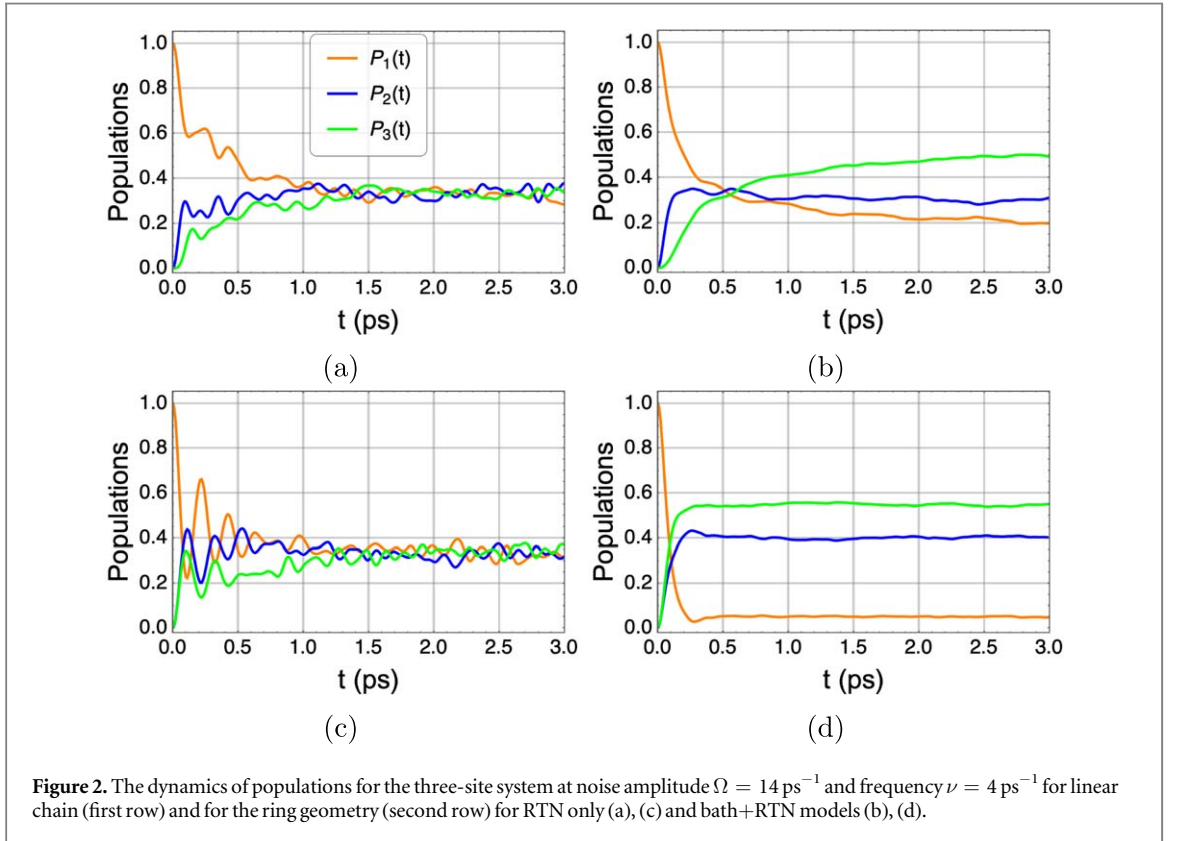 1.0
0.8
0.6
0.4
0.2
0.0
Populations
P1(t)
P2(t)
P3(t)
0.0 0.5 1.0 1.5 2.0 2.5 3.0
t (ps)
(a)
1.0
0.8
0.6
0.4
0.2
0.0
Populations
0.0 0.5 1.0 1.5 2.0 2.5 3.0
t (ps)
(b)
1.0
0.8
0.6
0.4
0.2
0.0
Populations
0.0 0.5 1.0 1.5 2.0 2.5 3.0
t (ps)
(c)
1.0
0.8
0.6
0.4
0.2
0.0
Populations
0.0 0.5 1.0 1.5 2.0 2.5 3.0
t (ps)
(d)
Figure 2. The dynamics of populations for the three-site system at noise amplitude Ω = 14 ps⁻¹ and frequency ν = 4 ps⁻¹ for linear
chain (first row) and for the ring geometry (second row) for RTN only (a), (c) and bath+RTN models (b), (d).